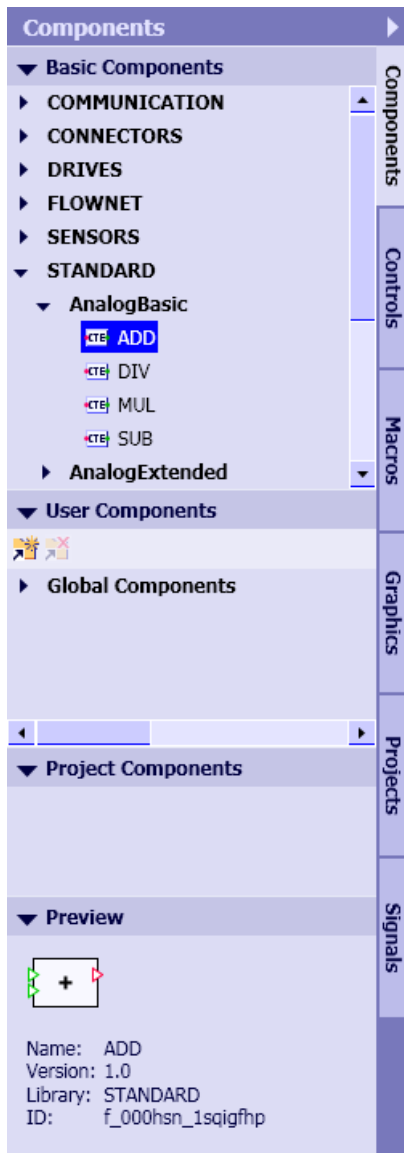 Components
Basic Components
COMMUNICATION
CONNECTORS
DRIVES
FLOWNET
SENSORS
STANDARD
AnalogBasic
CTE ADD
CTE DIV
CTE MUL
CTE SUB
AnalogExtended
User Components
Global Components
Project Components
Preview
+
Name: ADD
Version: 1.0
Library: STANDARD
ID: f_000hsn_1sqigfhp
Components
Controls
Macros
Graphics
Projects
Signals